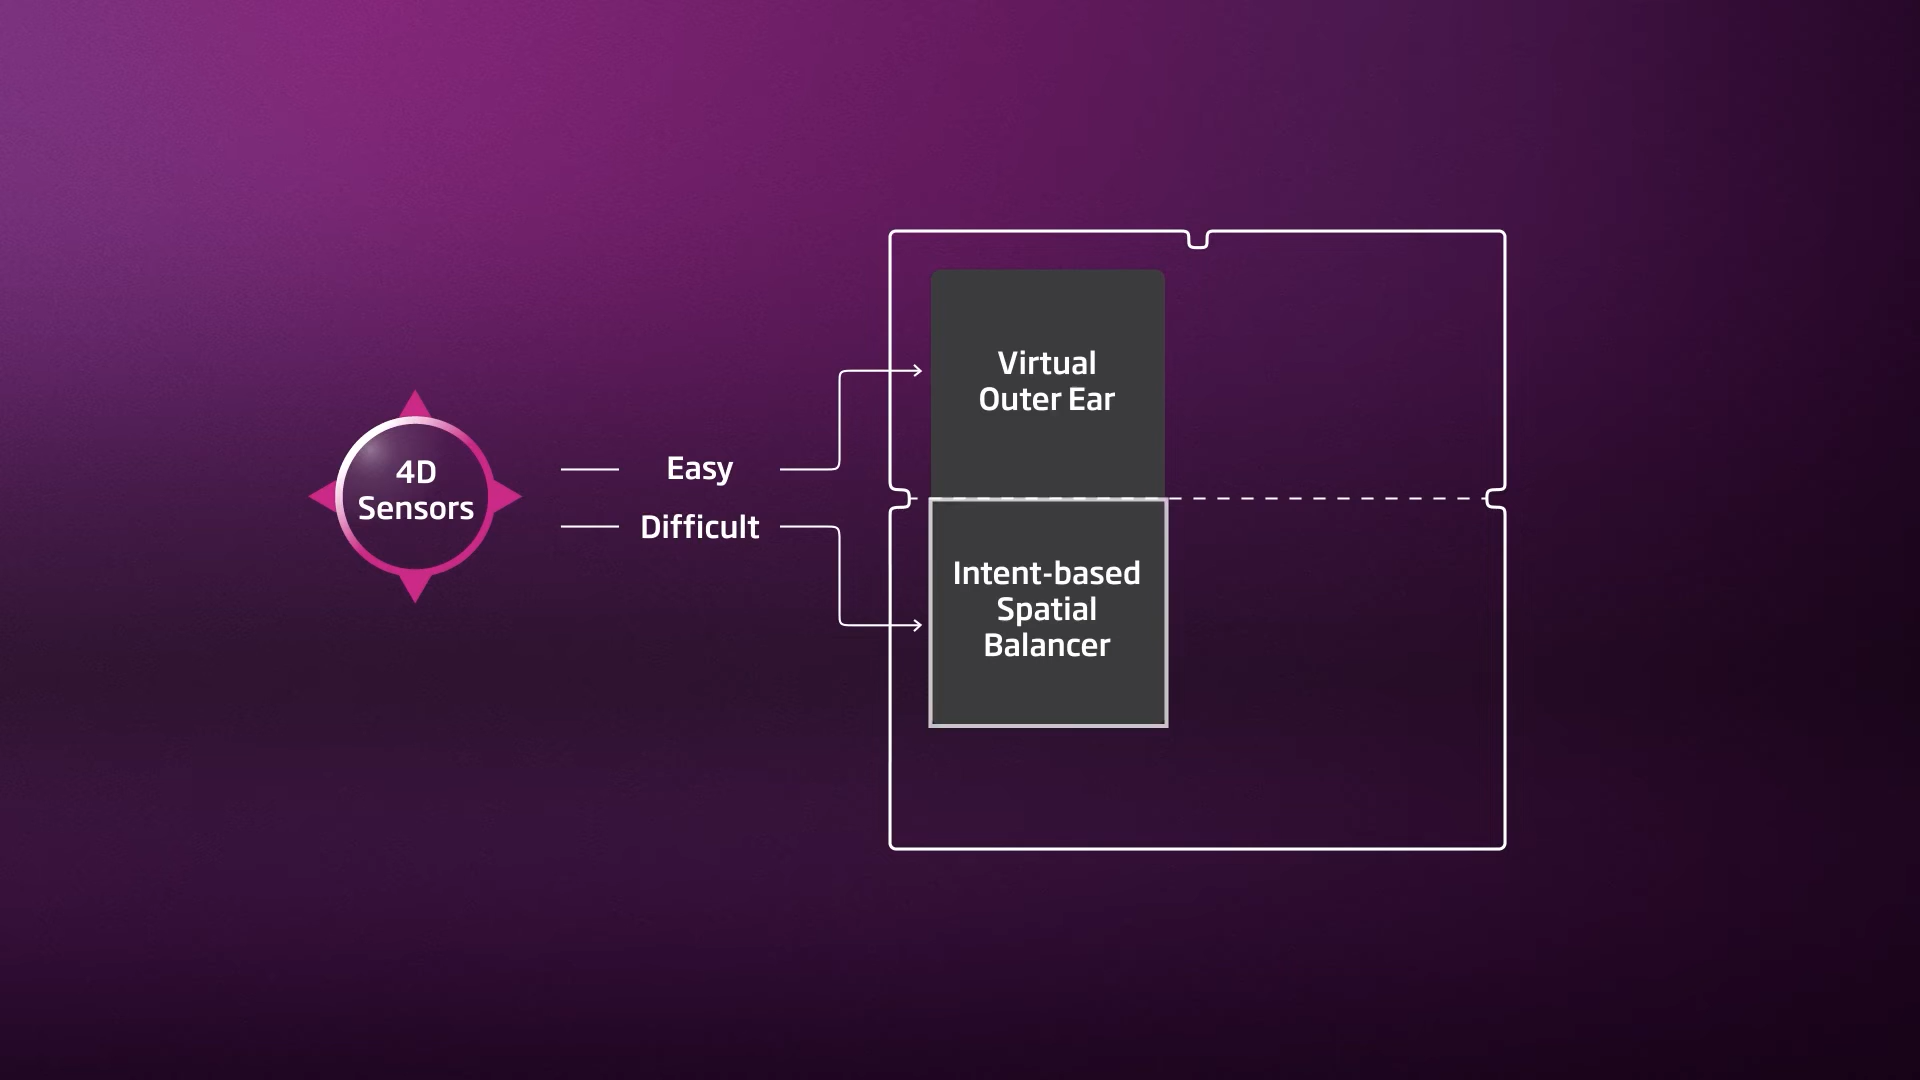 4D
Sensors
Easy
Difficult
Virtual
Outer Ear
Intent-based
Spatial
Balancer